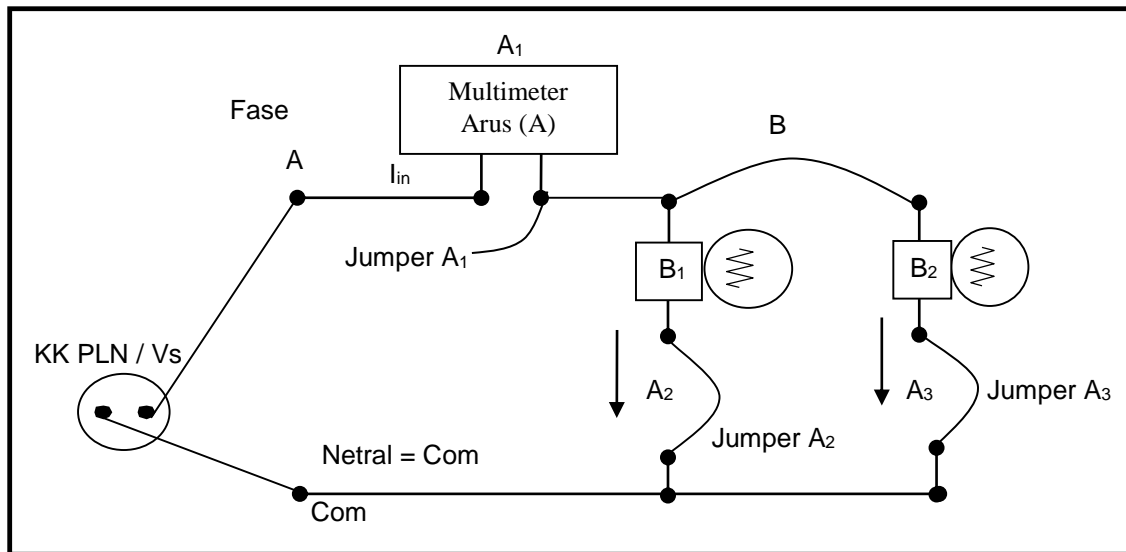 A₁
Multimeter
Arus (A)
Fase
B
A
Iin
Jumper A₁
B₁
B₂
KK PLN / Vs
A₂
A₃
Jumper A₃
Jumper A₂
Netral = Com
Com